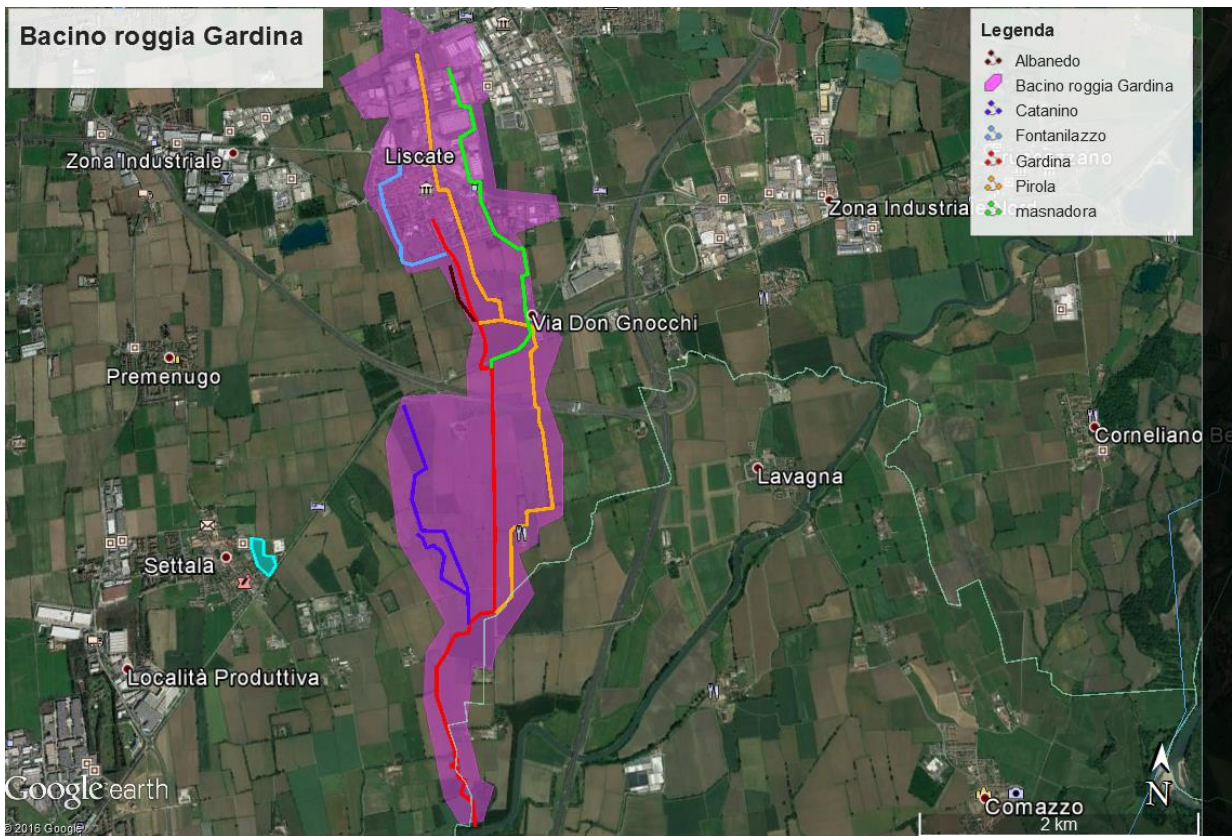 Bacino roggia Gardina
Legenda
Albanedo
Bacino roggia Gardina
Catanino
Fontanilazzo
Gardina
Pirola
masnadora
Zona Industriale
Liscate
Zona Industriale
Via Don Gnocchi
Premenugo
Corneliano
Lavagna
Settala
Località Produttiva
Comazzo
2 km
N
Google earth
© 2016 Google